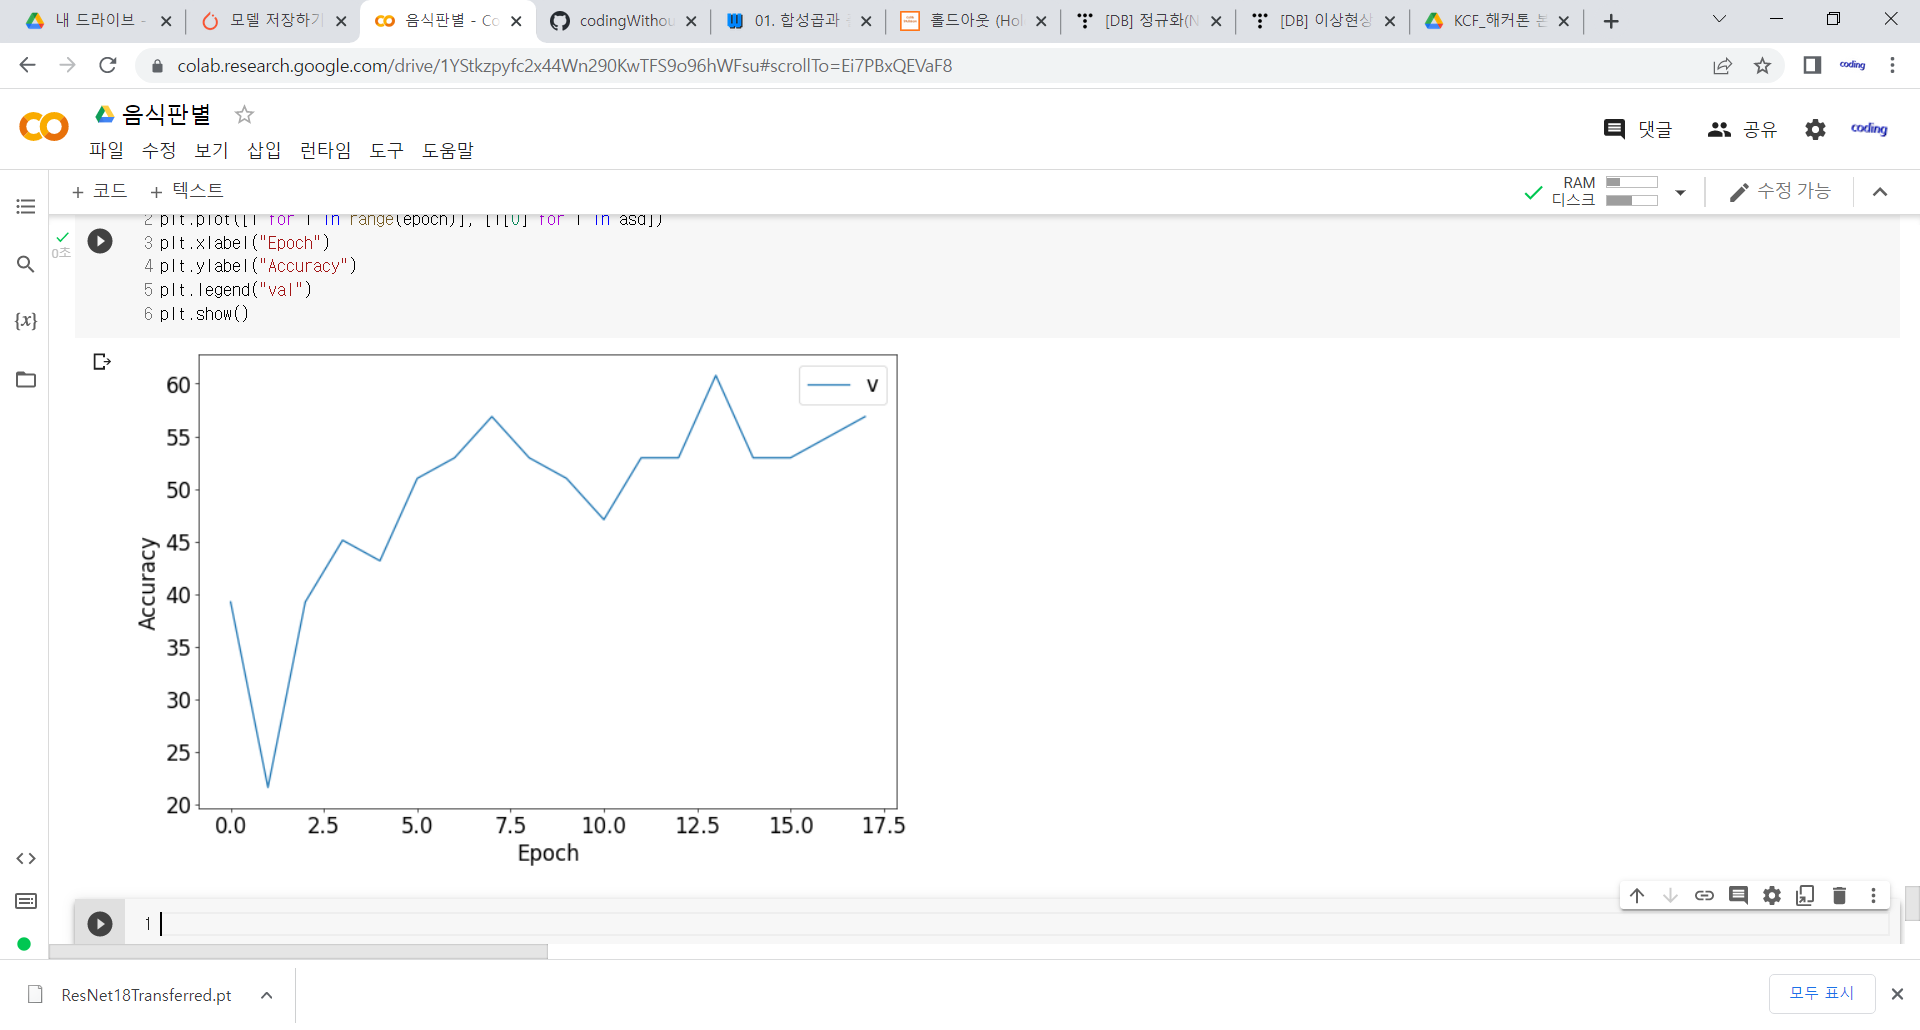 내 드라이브 -
모델 저장하기
음식판별 - Co
codingWithou
01. 합성곱과
홀드아웃 (Hol
[DB] 정규화(N
[DB] 이상현상
KCF_해커톤 본
colab.research.google.com/drive/1YStkzpyfc2x44Wn290KwTFS9o96hWFsu#scrollTo=Ei7PBxQEVaF8
coding
음식판별
파일 수정 보기 삽입 런타임 도구 도움말
댓글
공유
coding
+ 코드 + 텍스트
RAM
디스크
수정 가능
2 plt.plot([i for i in range(epoch)], [i[0] for i in asd])
0초
3 plt.xlabel("Epoch")
4 plt.ylabel("Accuracy")
5 plt.legend("val")
6 plt.show()
{x}
v
60
55
50
45
40
35
30
25
20
Accuracy
0.0 2.5 5.0 7.5 10.0 12.5 15.0 17.5
Epoch
1
ResNet18Transferred.pt
모두 표시